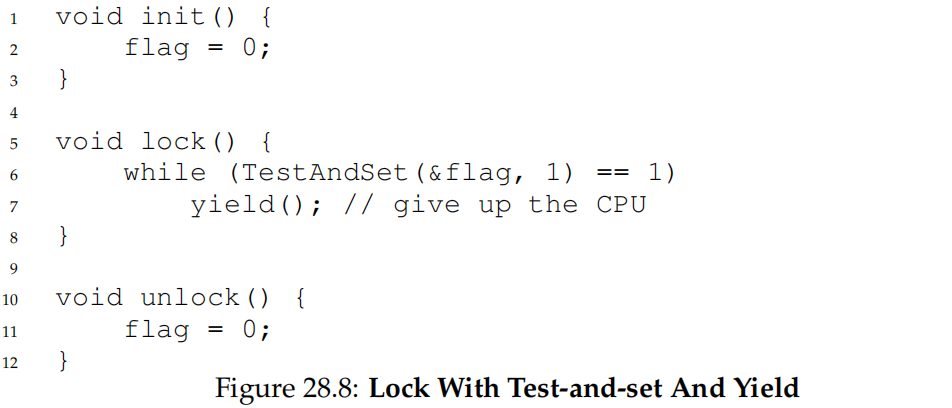 1 void init() {
2     flag = 0;
3 }
4
5 void lock() {
6     while (TestAndSet(&flag, 1) == 1)
7         yield(); // give up the CPU
8 }
9
10 void unlock() {
11     flag = 0;
12 }
Figure 28.8: Lock With Test-and-set And Yield